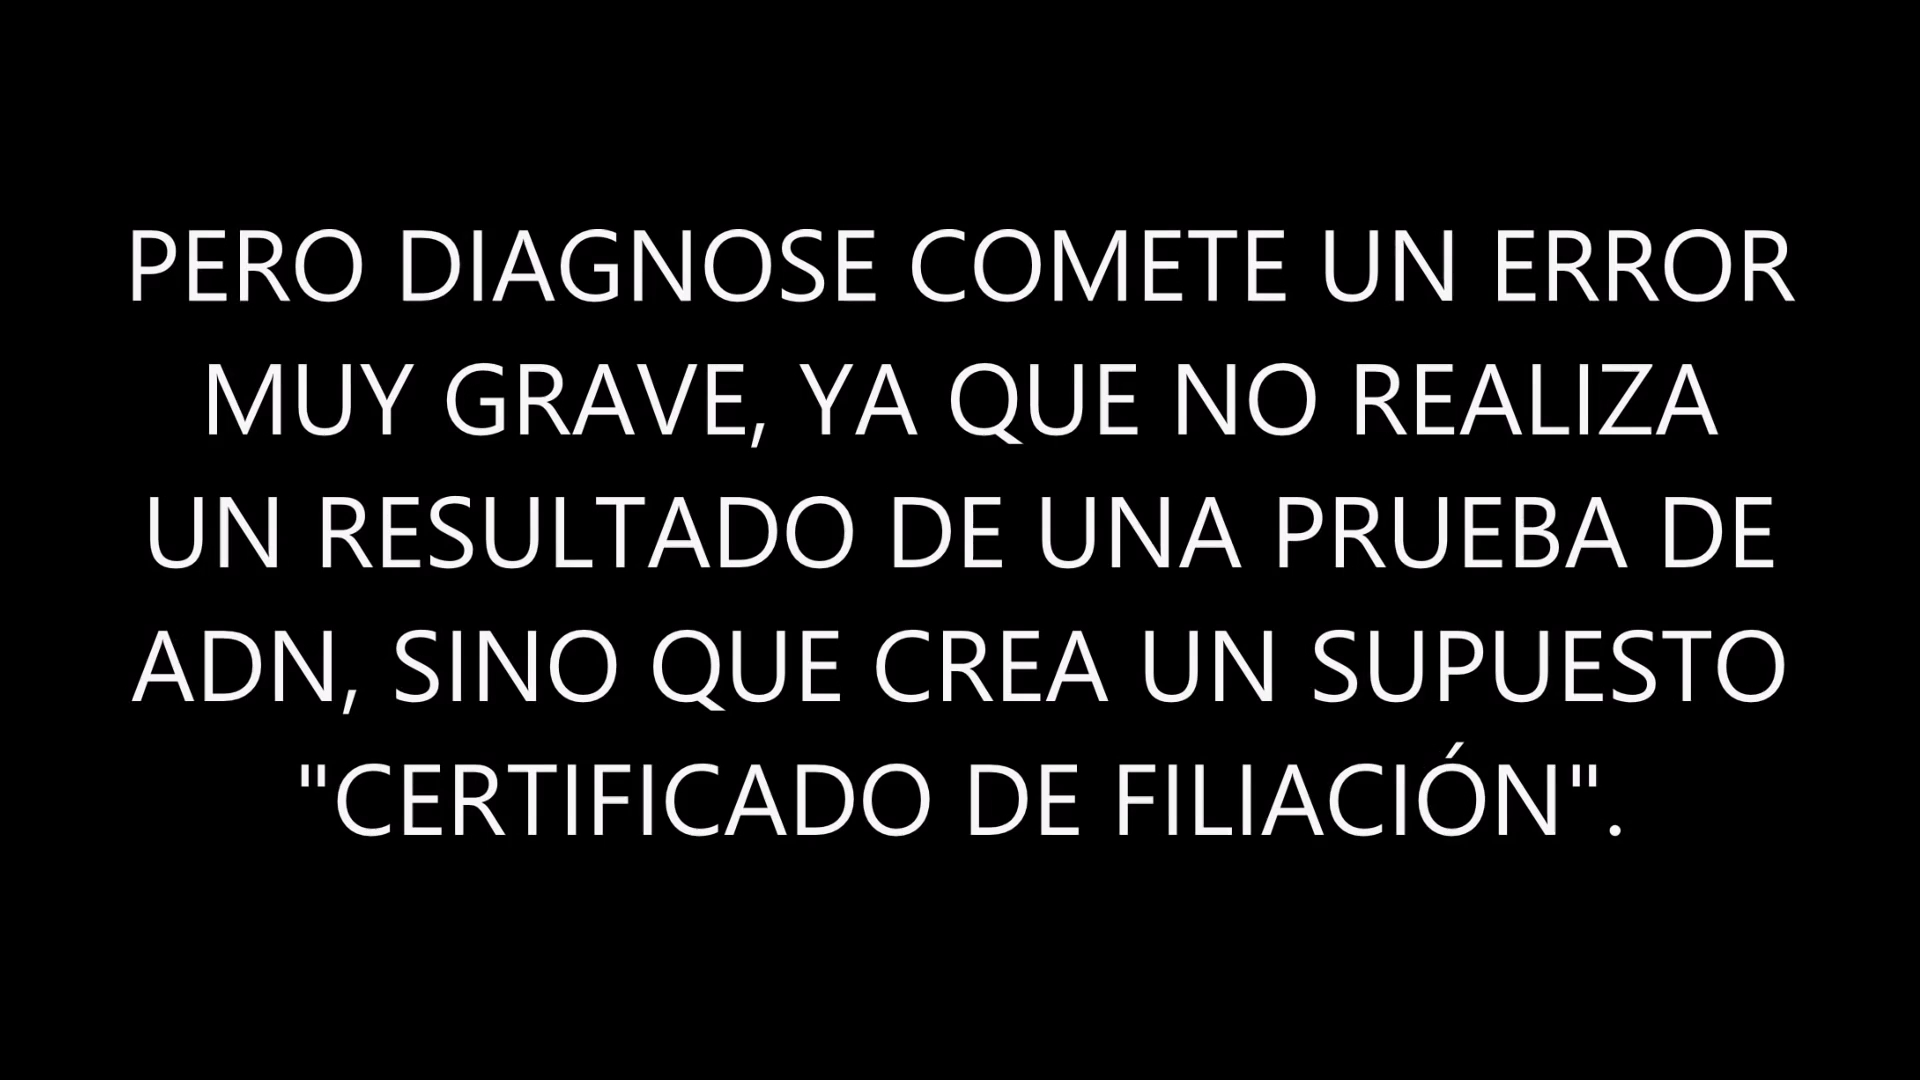 PERO DIAGNOSE COMETE UN ERROR
MUY GRAVE, YA QUE NO REALIZA
UN RESULTADO DE UNA PRUEBA DE
ADN, SINO QUE CREA UN SUPUESTO
"CERTIFICADO DE FILIACIÓN".